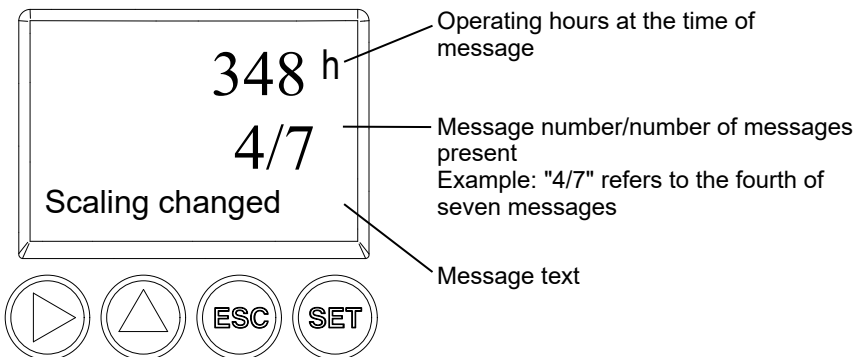 348 h
4/7
Scaling changed
ESC
SET
Operating hours at the time of
message
Message number/number of messages
present
Example: "4/7" refers to the fourth of
seven messages
Message text